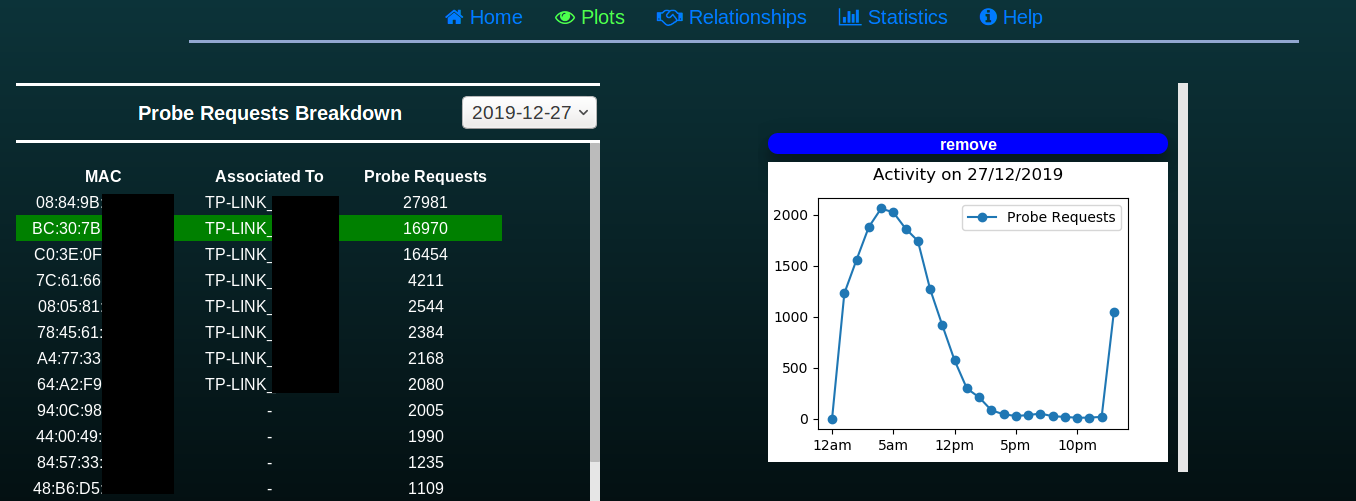 Home Plots Relationships Statistics Help
Probe Requests Breakdown 2019-12-27
MAC Associated To Probe Requests
08:84:9B: TP-LINK_ 27981
BC:30:7B TP-LINK_ 16970
C0:3E:0F TP-LINK_ 16454
7C:61:66 TP-LINK_ 4211
08:05:81: TP-LINK_ 2544
78:45:61: TP-LINK_ 2384
A4:77:33 TP-LINK_ 2168
64:A2:F9 TP-LINK_ 2080
94:0C:98 - 2005
44:00:49: - 1990
84:57:33: - 1235
48:B6:D5: - 1109
remove
Activity on 27/12/2019
Probe Requests
2000
1500
1000
500
0
12am 5am 12pm 5pm 10pm